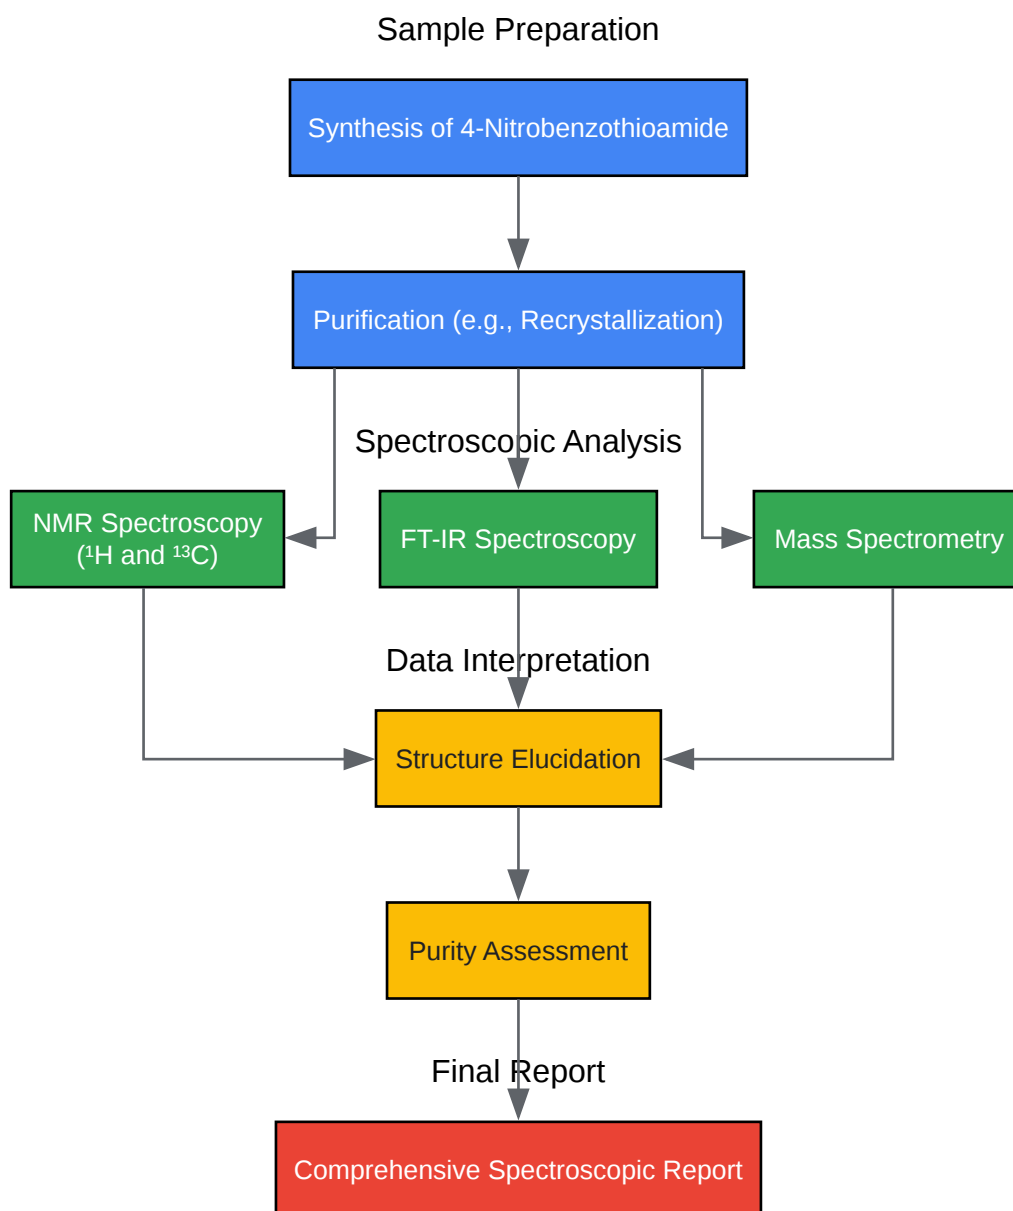 Sample Preparation
Synthesis of 4-Nitrobenzothioamide
Purification (e.g., Recrystallization)
Spectroscopic Analysis
NMR Spectroscopy
(¹H and ¹³C)
FT-IR Spectroscopy
Mass Spectrometry
Data Interpretation
Structure Elucidation
Purity Assessment
Final Report
Comprehensive Spectroscopic Report